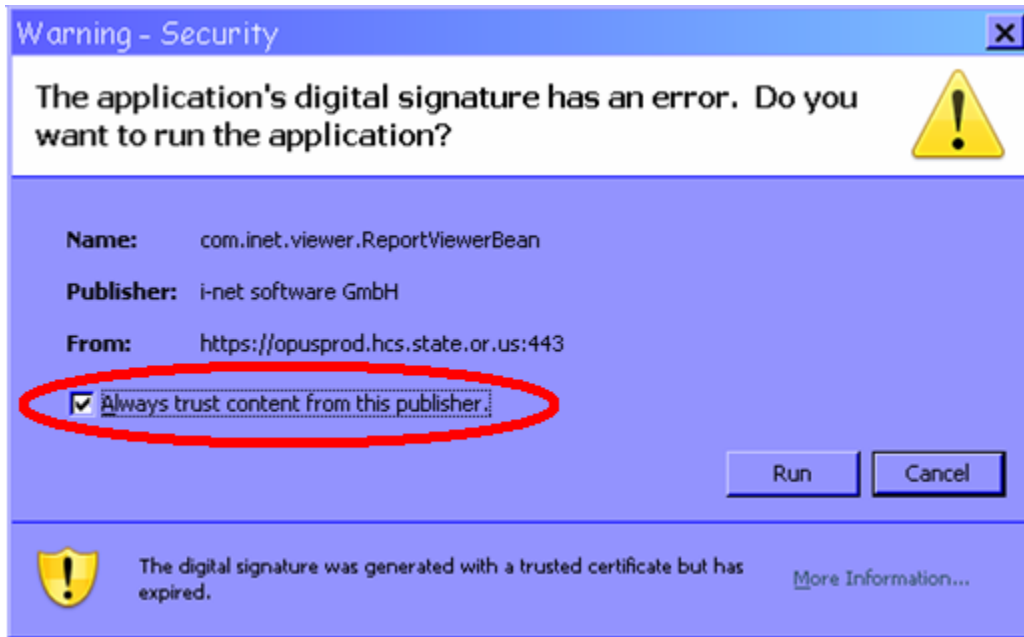 Warning - Security
The application's digital signature has an error. Do you
want to run the application?
Name: com.inet.viewer.ReportViewerBean
Publisher: i-net software GmbH
From: https://opusprod.hcs.state.or.us:443
Always trust content from this publisher.
Run Cancel
The digital signature was generated with a trusted certificate but has
expired.
More Information...